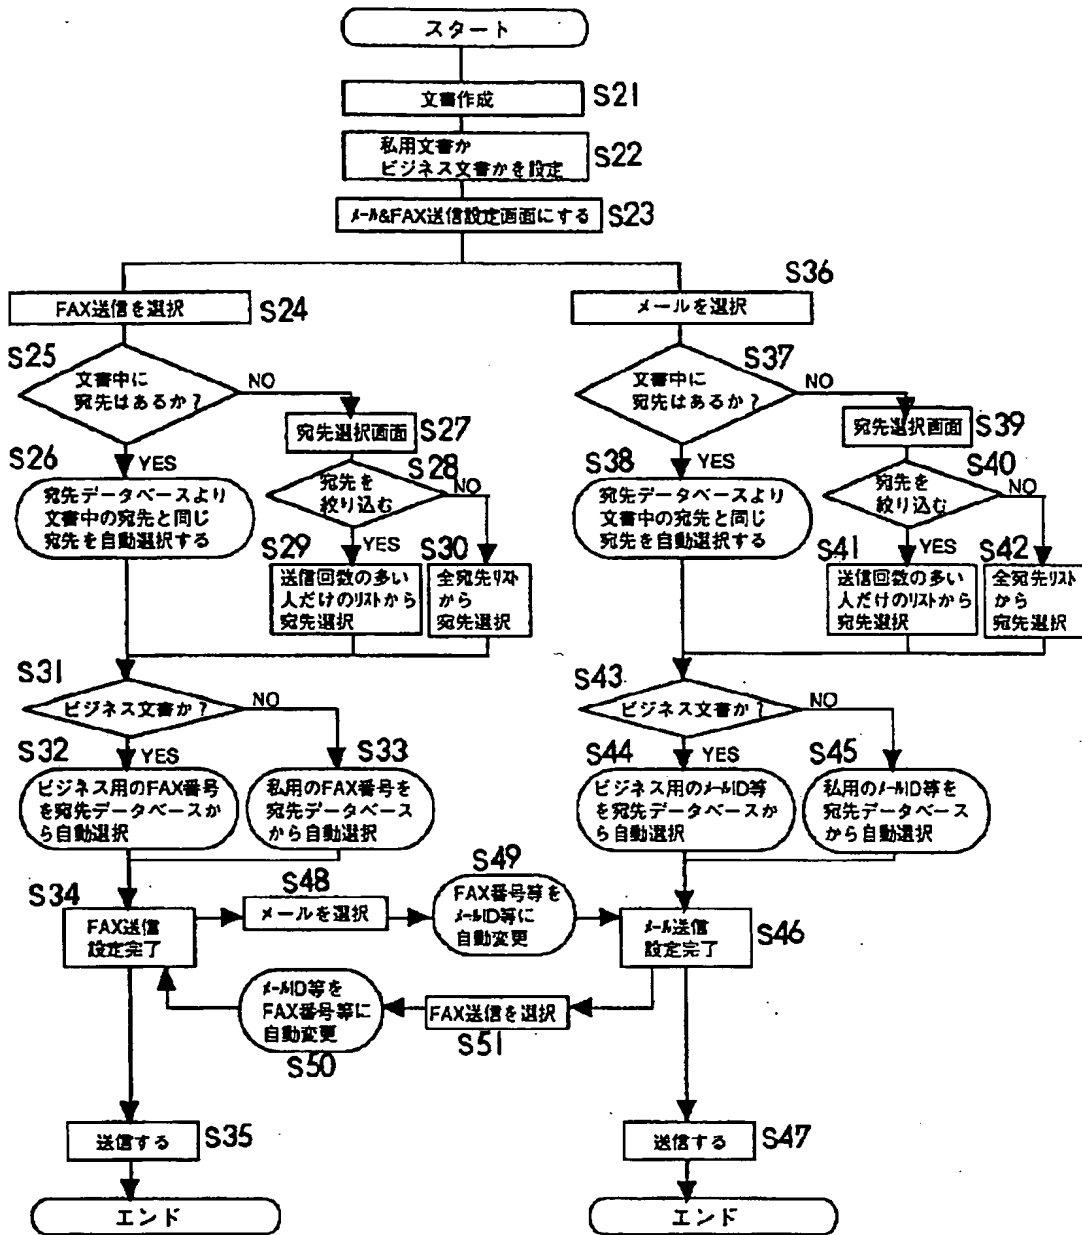 スタート
文書作成
S21
私用文書か
ビジネス文書かを設定
S22
メール&FAX送信設定画面にする
S23
FAX送信を選択
S24
S25
文書中に
宛先はあるか?
NO
YES
S26
宛先データベースより
文書中の宛先と同じ
宛先を自動選択する
宛先選択画面
S27
S28
宛先を
絞り込む
NO
YES
S29
送信回数の多い
人だけのリストから
宛先選択
S30
全宛先リスト
から
宛先選択
S31
ビジネス文書か?
NO
YES
S32
ビジネス用のFAX番号
を宛先データベースか
ら自動選択
S33
私用のFAX番号を
宛先データベース
から自動選択
S34
FAX送信
設定完了
S48
メールを選択
S49
FAX番号等を
メールID等に
自動変更
メールID等を
FAX番号等に
自動変更
S50
FAX送信を選択
S51
送信する
S35
エンド
S36
メールを選択
S37
文書中に
宛先はあるか?
NO
YES
S38
宛先データベースより
文書中の宛先と同じ
宛先を自動選択する
宛先選択画面
S39
S40
宛先を
絞り込む
NO
YES
S41
送信回数の多い
人だけのリストから
宛先選択
S42
全宛先リスト
から
宛先選択
S43
ビジネス文書か?
NO
YES
S44
ビジネス用のメールID等
を宛先データベースか
ら自動選択
S45
私用のメールID等を
宛先データベース
から自動選択
メール送信
設定完了
S46
送信する
S47
エンド